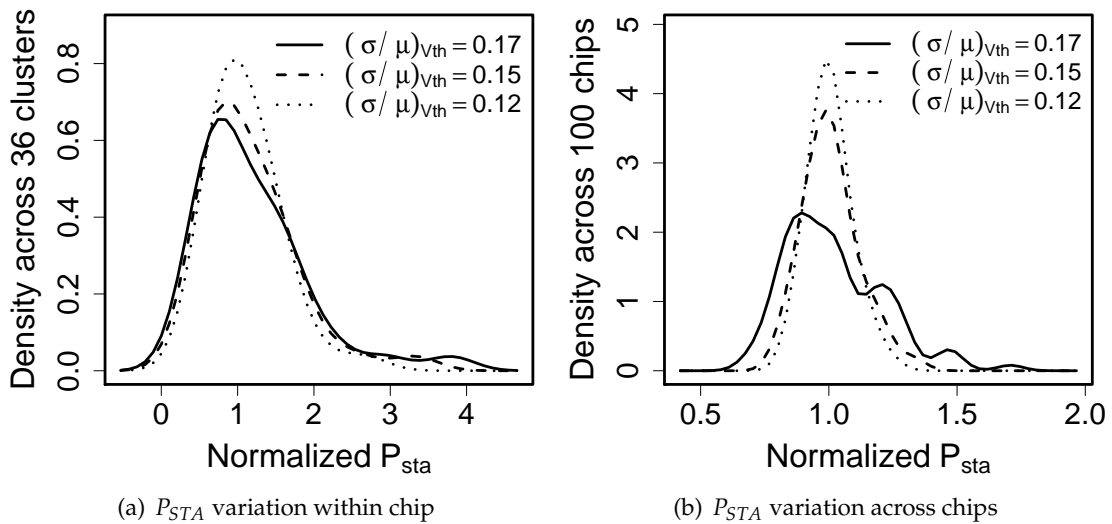 Density across 36 clusters
0.0 0.2 0.4 0.6 0.8
( σ/ μ)Vth = 0.17
( σ/ μ)Vth = 0.15
( σ/ μ)Vth = 0.12
0 1 2 3 4
Normalized Psta
(a) PSTA variation within chip
Density across 100 chips
0 1 2 3 4 5
( σ/ μ)Vth = 0.17
( σ/ μ)Vth = 0.15
( σ/ μ)Vth = 0.12
0.5 1.0 1.5 2.0
Normalized Psta
(b) PSTA variation across chips